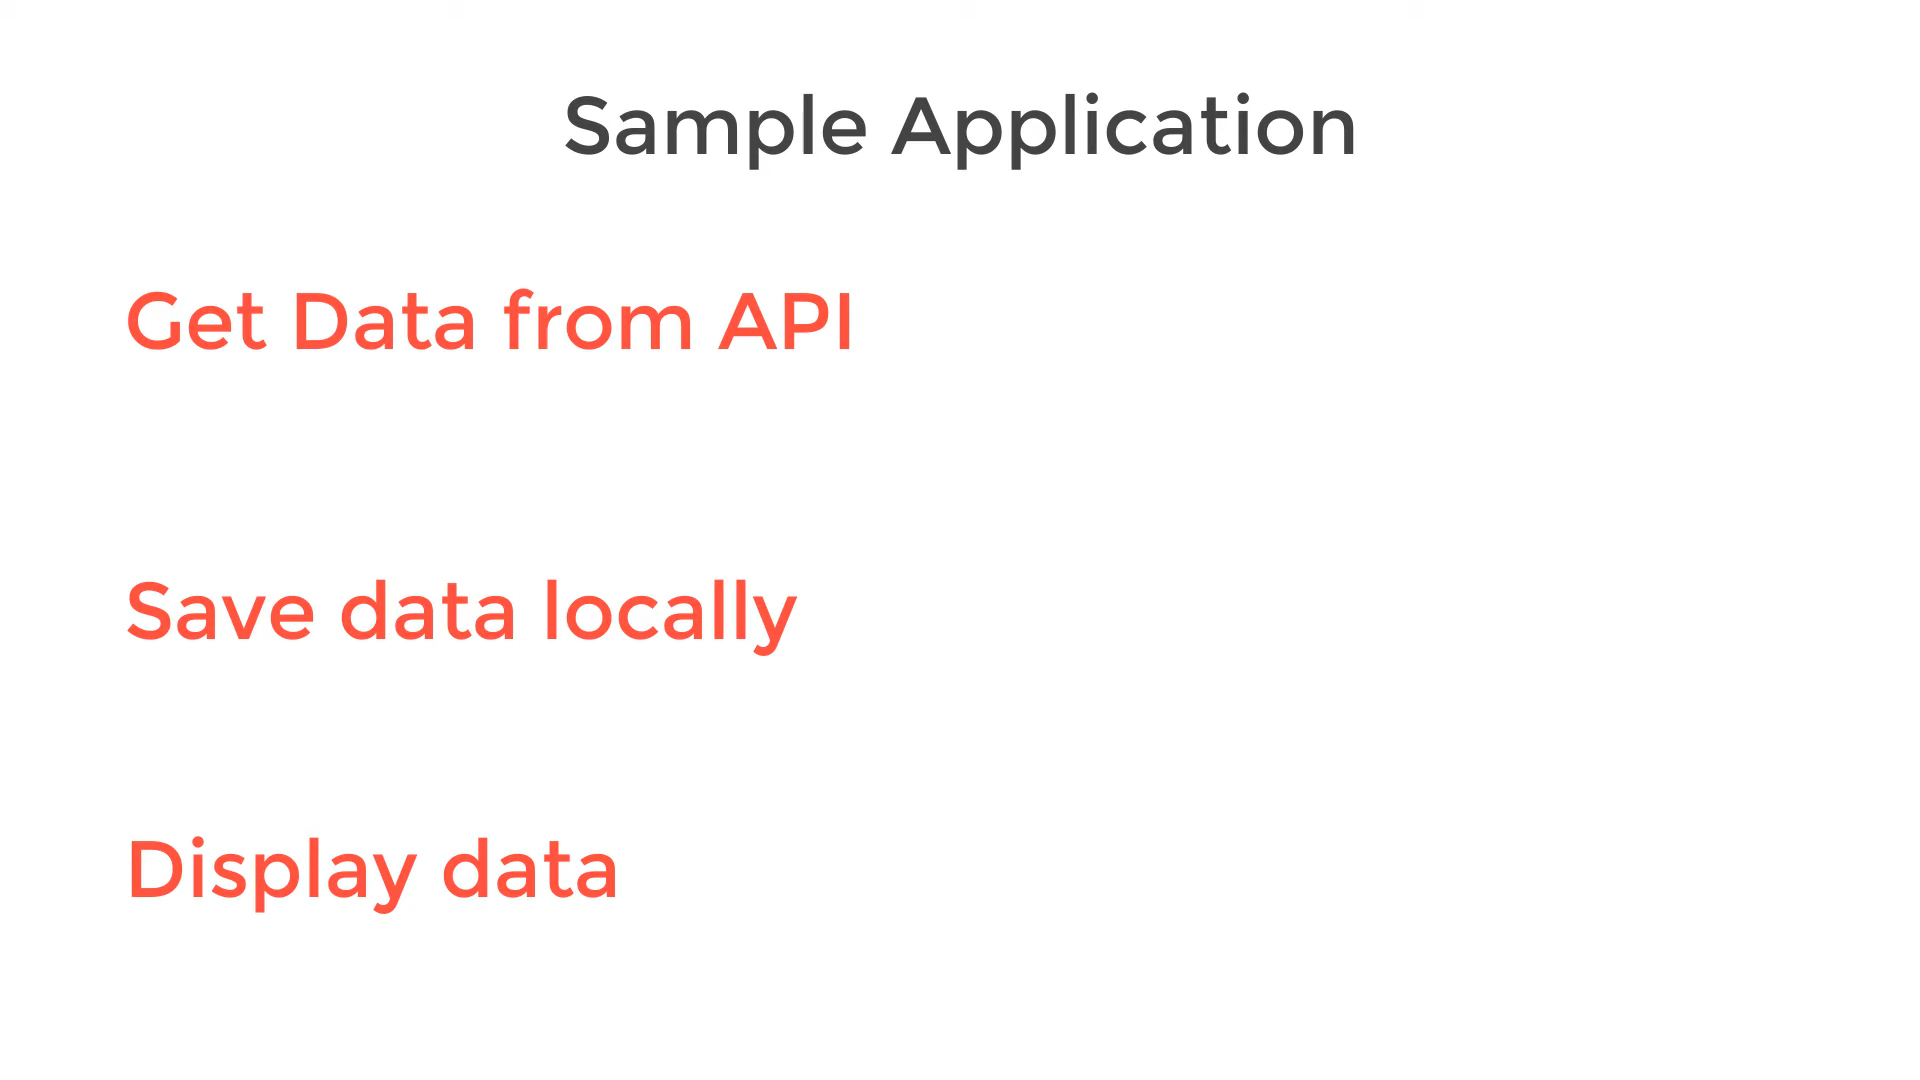 Sample Application
Get Data from API
Save data locally
Display data